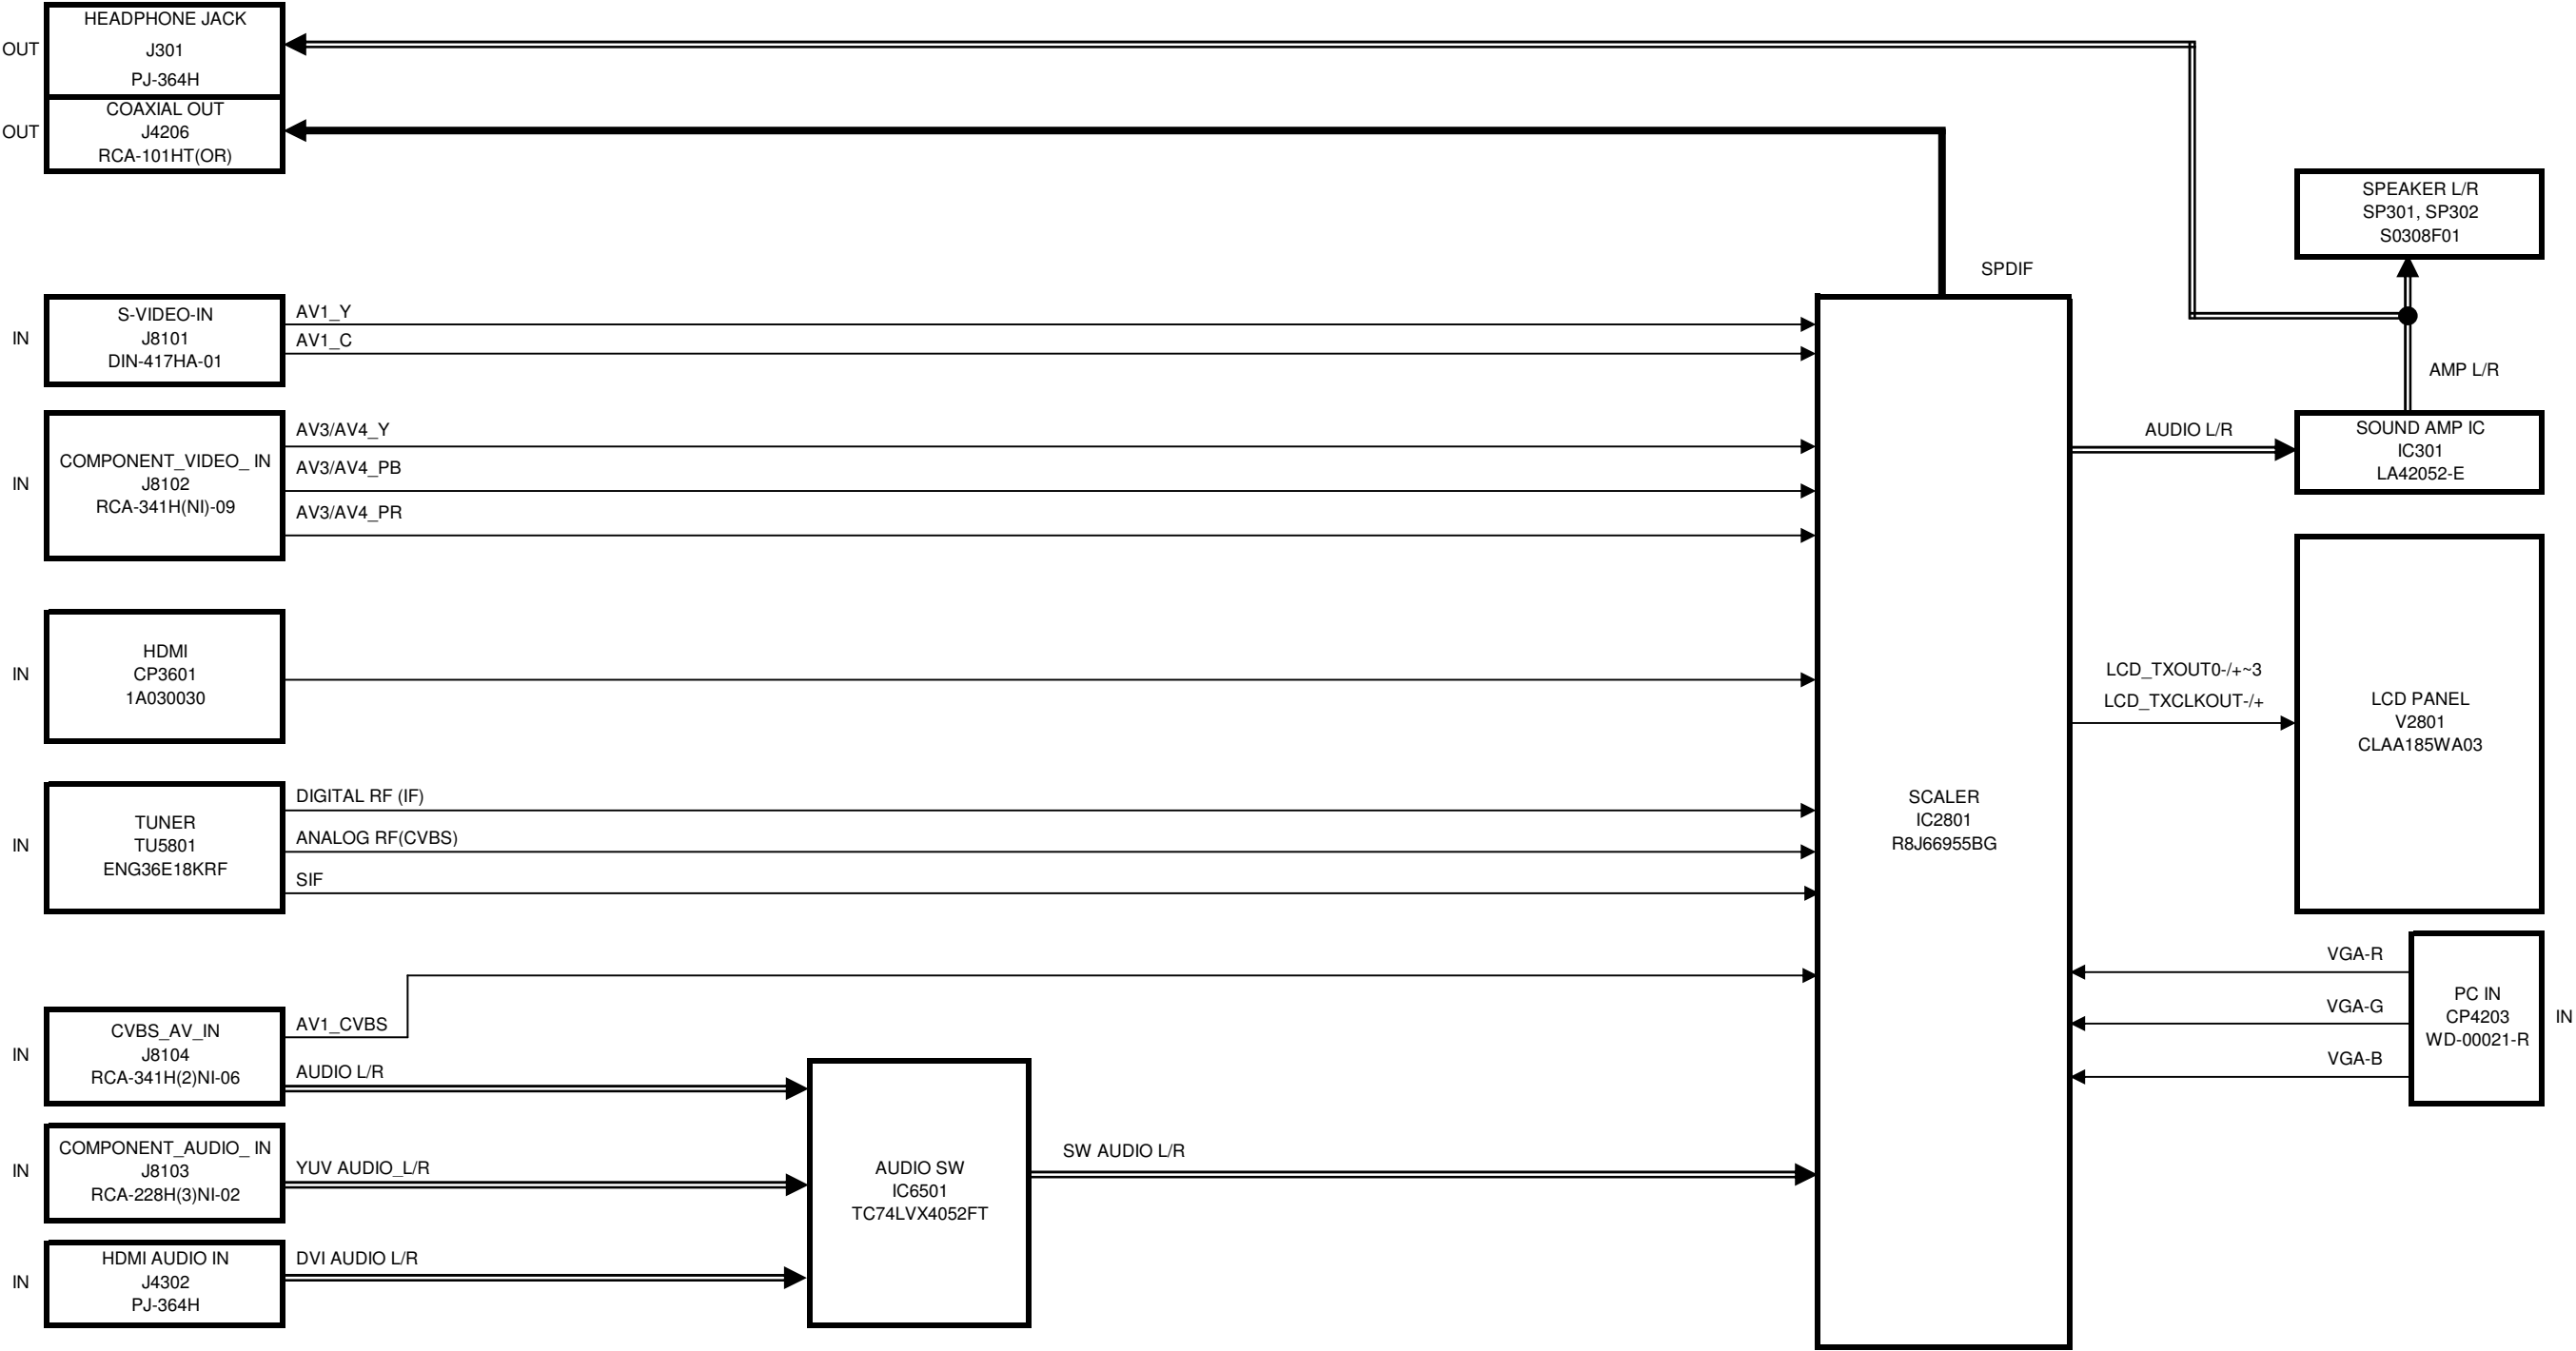 HEADPHONE JACK
OUT
J301
PJ-364H
COAXIAL OUT
OUT
J4206
RCA-101HT(OR)
SPEAKER L/R
SP301, SP302
S0308F01
SPDIF
S-VIDEO-IN
IN
J8101
DIN-417HA-01
AV1_Y
AV1_C
AMP L/R
COMPONENT_VIDEO_ IN
IN
J8102
RCA-341H(NI)-09
AV3/AV4_Y
AV3/AV4_PB
AV3/AV4_PR
AUDIO L/R
SOUND AMP IC
IC301
LA42052-E
HDMI
IN
CP3601
1A030030
LCD_TXOUT0-/+~3
LCD_TXCLKOUT-/+
LCD PANEL
V2801
CLAA185WA03
TUNER
IN
TU5801
ENG36E18KRF
DIGITAL RF (IF)
ANALOG RF(CVBS)
SIF
SCALER
IC2801
R8J66955BG
VGA-R
VGA-G
VGA-B
PC IN
CP4203
WD-00021-R
IN
CVBS_AV_IN
IN
J8104
RCA-341H(2)NI-06
AV1_CVBS
AUDIO L/R
COMPONENT_AUDIO_ IN
IN
J8103
RCA-228H(3)NI-02
YUV AUDIO_L/R
AUDIO SW
IC6501
TC74LVX4052FT
SW AUDIO L/R
HDMI AUDIO IN
IN
J4302
PJ-364H
DVI AUDIO L/R